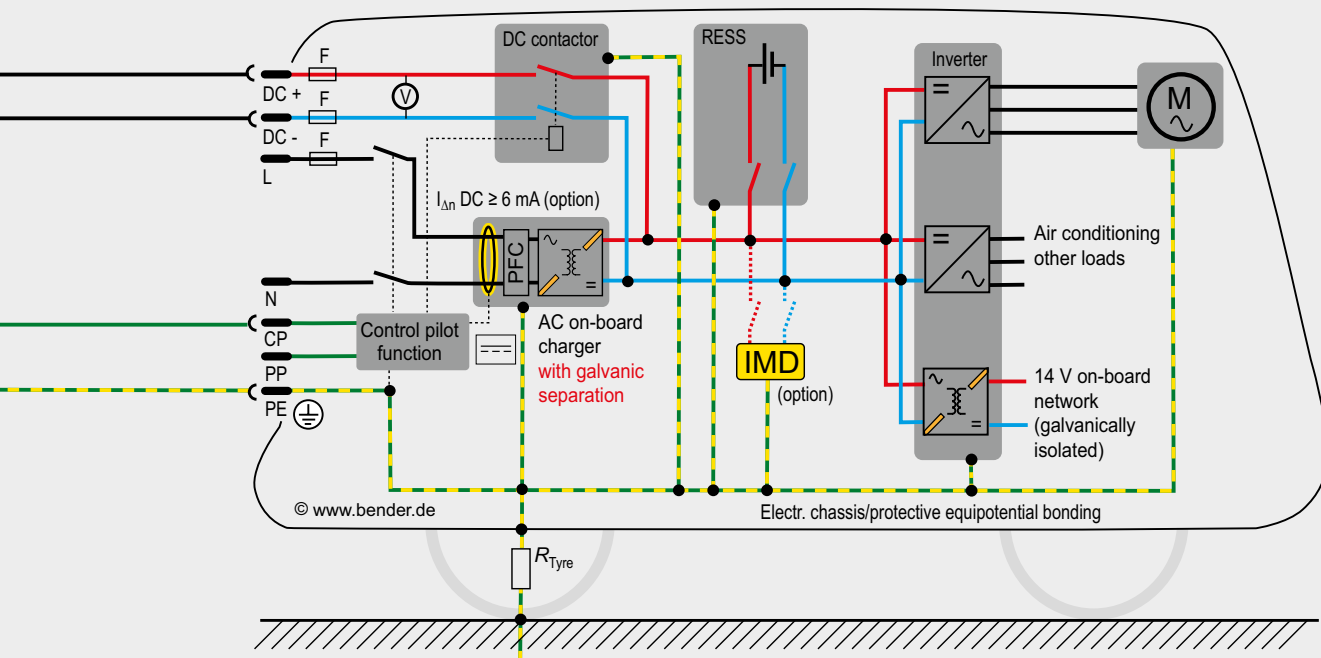 F
DC +
F
DC -
F
L
V
DC contactor
RESS
Inverter
=
M
I∆n DC ≥ 6 mA (option)
PFC
=
=
Air conditioning
other loads
N
CP
PP
PE
Control pilot
function
AC on-board
charger
with galvanic
separation
IMD
(option)
=
14 V on-board
network
(galvanically
isolated)
© www.bender.de
Electr. chassis/protective equipotential bonding
RTyre